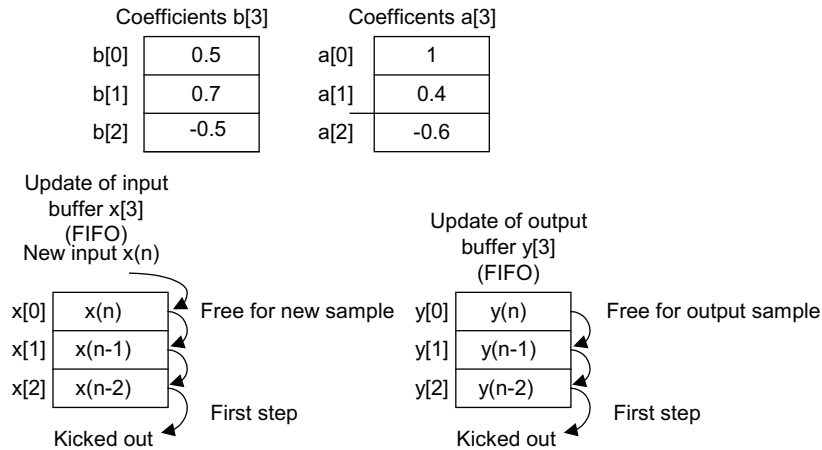 Coefficients b[3]
Coefficents a[3]
b[0] 0.5
a[0] 1
b[1] 0.7
a[1] 0.4
b[2] -0.5
a[2] -0.6
Update of input
buffer x[3]
(FIFO)
New input x(n)
Update of output
buffer y[3]
(FIFO)
x[0] x(n) Free for new sample
x[1] x(n-1)
x[2] x(n-2)
First step
Kicked out
y[0] y(n) Free for output sample
y[1] y(n-1)
y[2] y(n-2)
First step
Kicked out